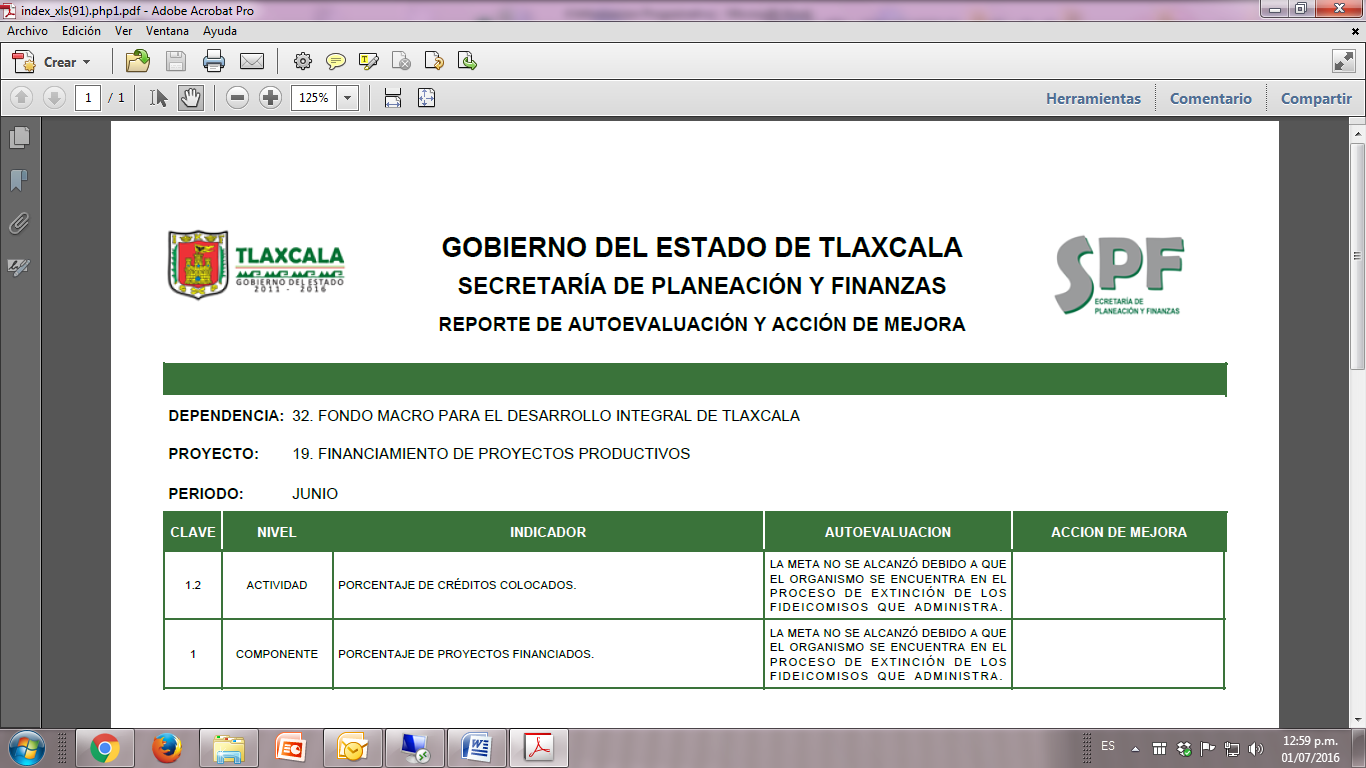 index_xls(91).php1.pdf - Adobe Acrobat Pro
Archivo Edición Ver Ventana Ayuda
Crear
1 / 1 125% Herramientas Comentario Compartir
TLAXCALA
GOBIERNO DEL ESTADO
2011 - 2016
GOBIERNO DEL ESTADO DE TLAXCALA
SECRETARÍA DE PLANEACIÓN Y FINANZAS
REPORTE DE AUTOEVALUACIÓN Y ACCIÓN DE MEJORA
SPF
ECRETARÍA DE
PLANEACIÓN Y FINANZAS
DEPENDENCIA: 32. FONDO MACRO PARA EL DESARROLLO INTEGRAL DE TLAXCALA
PROYECTO: 19. FINANCIAMIENTO DE PROYECTOS PRODUCTIVOS
PERIODO: JUNIO
CLAVE NIVEL INDICADOR AUTOEVALUACION ACCION DE MEJORA
1.2 ACTIVIDAD PORCENTAJE DE CRÉDITOS COLOCADOS.
LA META NO SE ALCANZÓ DEBIDO A QUE
EL ORGANISMO SE ENCUENTRA EN EL
PROCESO DE EXTINCIÓN DE LOS
FIDEICOMISOS QUE ADMINISTRA.
1 COMPONENTE PORCENTAJE DE PROYECTOS FINANCIADOS.
LA META NO SE ALCANZÓ DEBIDO A QUE
EL ORGANISMO SE ENCUENTRA EN EL
PROCESO DE EXTINCIÓN DE LOS
FIDEICOMISOS QUE ADMINISTRA.
ES
12:59 p.m.
01/07/2016